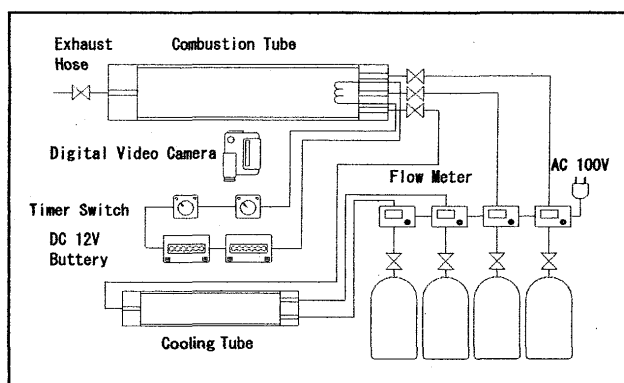 Exhaust
Hose
Combustion Tube
Digital Video Camera
Flow Meter
AC 100V
Timer Switch
DC 12V
Buttery
Cooling Tube